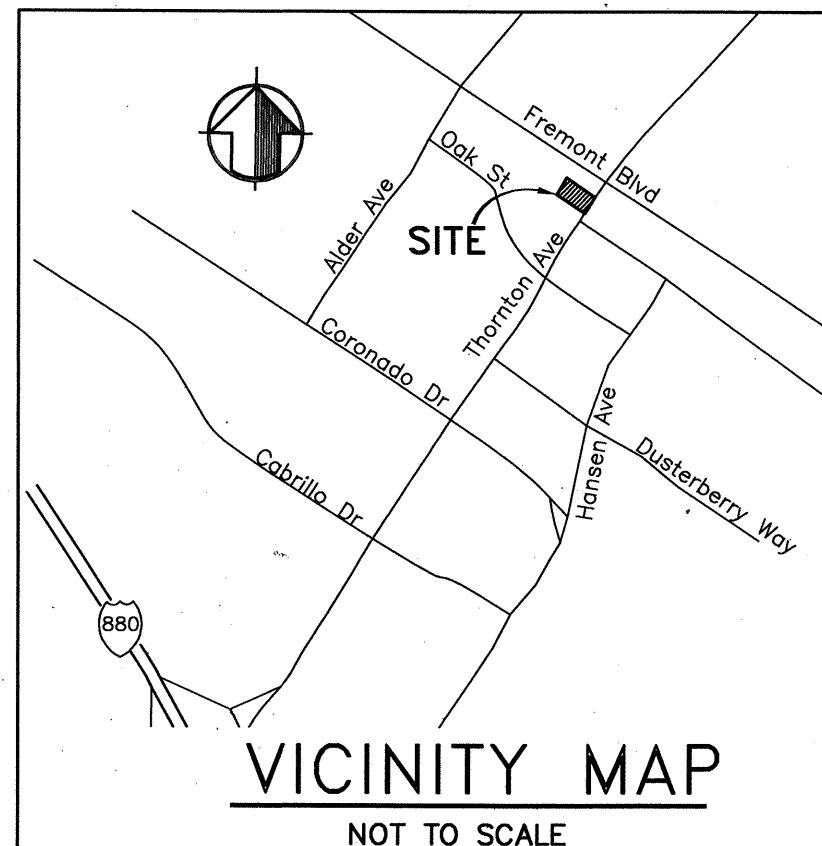 Fremont Blvd
Oak St
Alder Ave
SITE
Thornton Ave
Coronado Dr
Hansen Ave
Dusterberry Way
Cabrillo Dr
880
VICINITY MAP
NOT TO SCALE